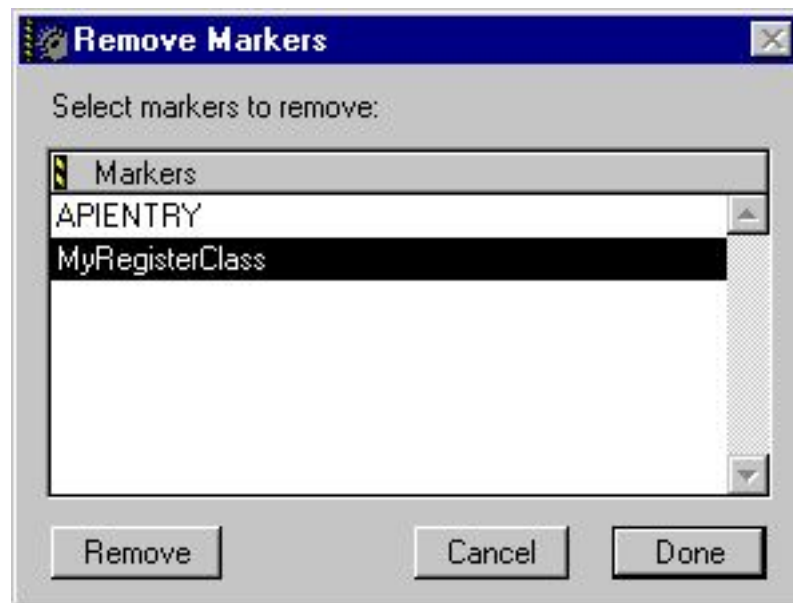 Remove Markers
Select markers to remove:
Markers
APIENTRY
MyRegisterClass
Remove Cancel Done